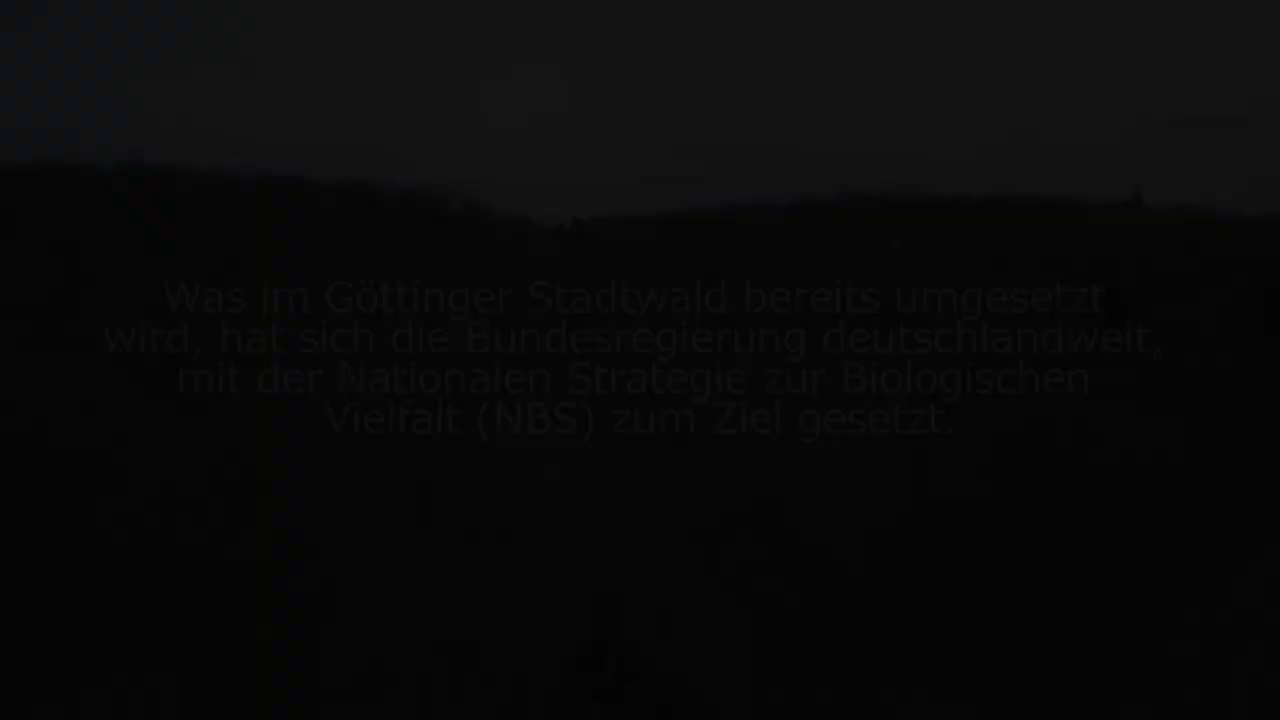 Was im Göttinger Stadtwald bereits umgesetzt
wird, hat sich die Bundesregierung deutschlandweit,
mit der Nationalen Strategie zur Biologischen
Vielfalt (NBS) zum Ziel gesetzt.